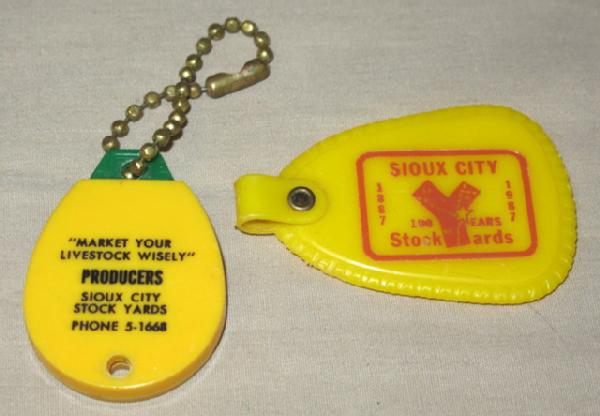 "MARKET YOUR
LIVESTOCK WISELY"
PRODUCERS
SIOUX CITY
STOCK YARDS
PHONE 5-1668
SIOUX CITY
1887
1987
100 YEARS
Stock Yards